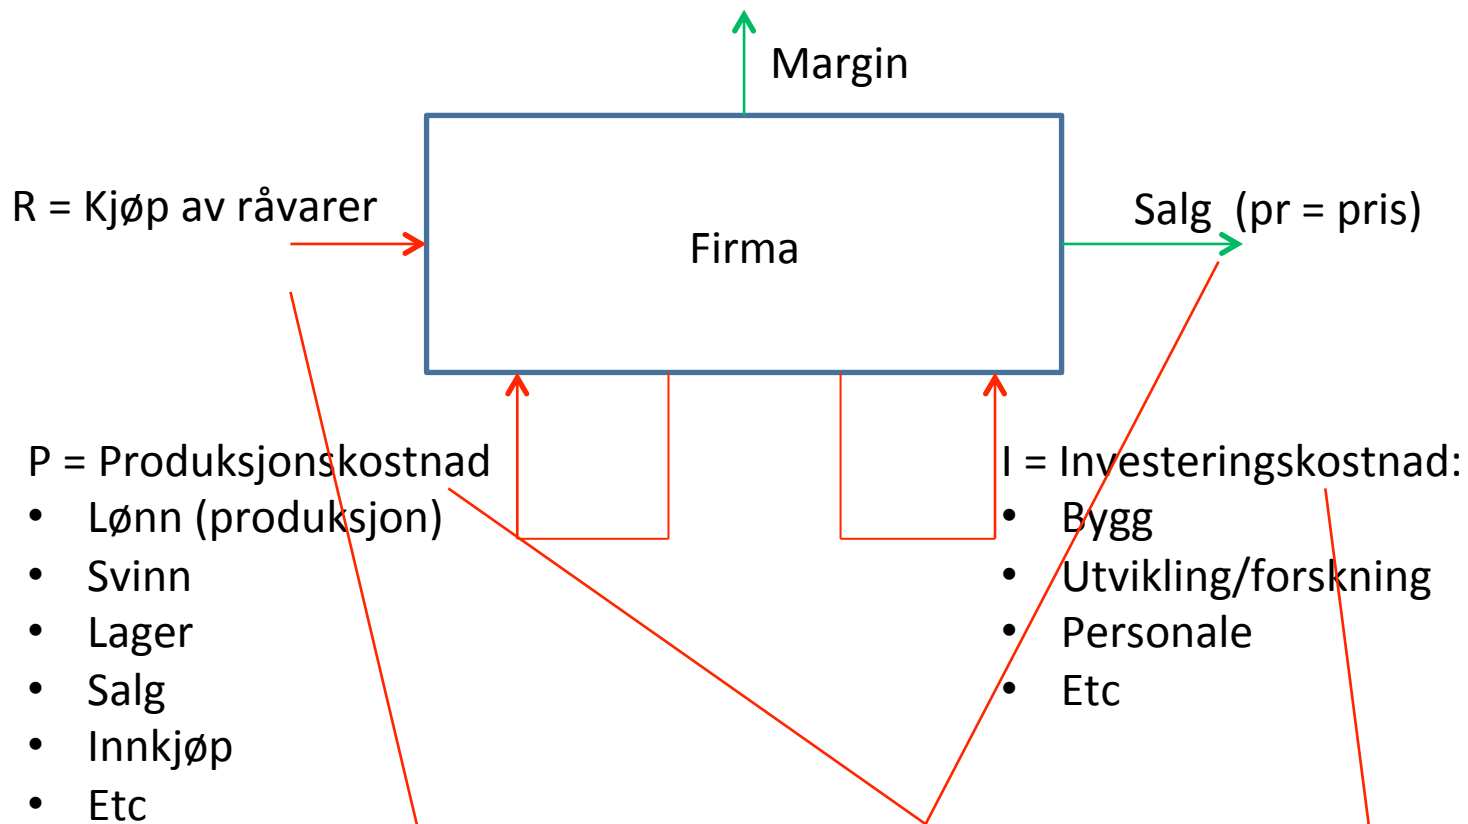 Margin
R = Kjøp av råvarer
Salg (pr = pris)
Firma
P = Produksjonskostnad
• Lønn (produksjon)
• Svinn
• Lager
• Salg
• Innkjøp
• Etc
I = Investeringskostnad:
• Bygg
• Utvikling/forskning
• Personale
• Etc